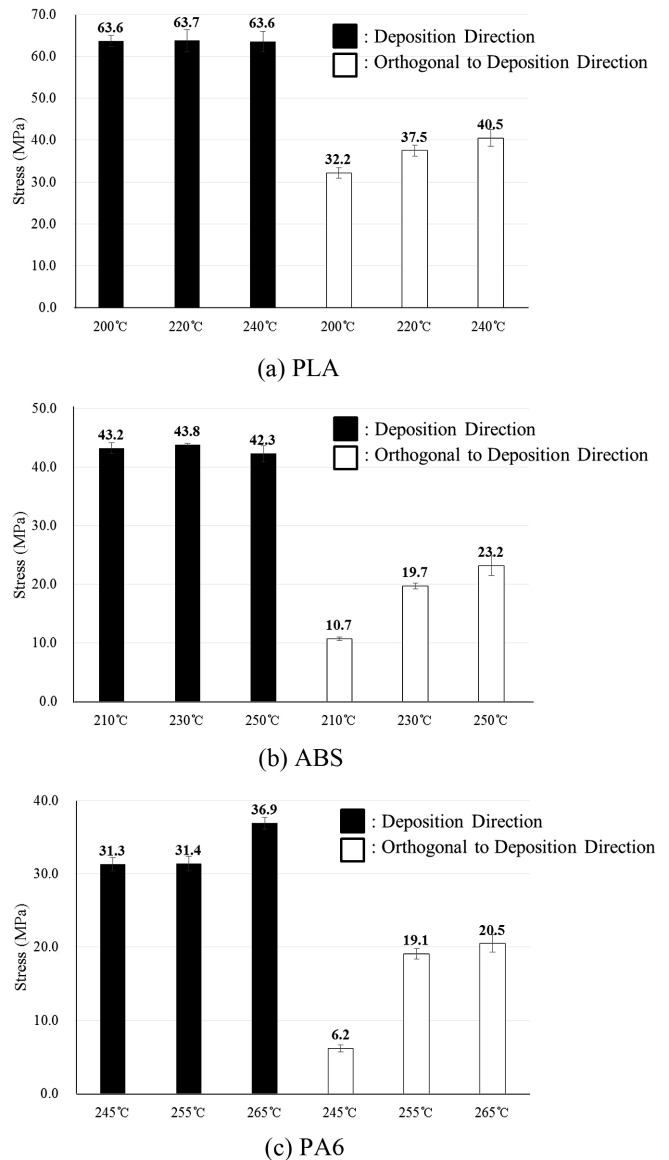 70.0
63.6
63.7
63.6
: Deposition Direction
60.0
: Orthogonal to Deposition Direction
50.0
40.5
37.5
40.0
32.2
Stress (MPa)
30.0
20.0
10.0
0.0
200℃ 220℃ 240℃ 200℃ 220℃ 240℃
(a) PLA
50.0
43.2
43.8
42.3
: Deposition Direction
: Orthogonal to Deposition Direction
40.0
Stress (MPa)
30.0
23.2
19.7
20.0
10.7
10.0
0.0
210℃ 230℃ 250℃ 210℃ 230℃ 250℃
(b) ABS
40.0
36.9
: Deposition Direction
31.3
31.4
: Orthogonal to Deposition Direction
30.0
Stress (MPa)
20.5
19.1
20.0
10.0
6.2
0.0
245℃ 255℃ 265℃ 245℃ 255℃ 265℃
(c) PA6